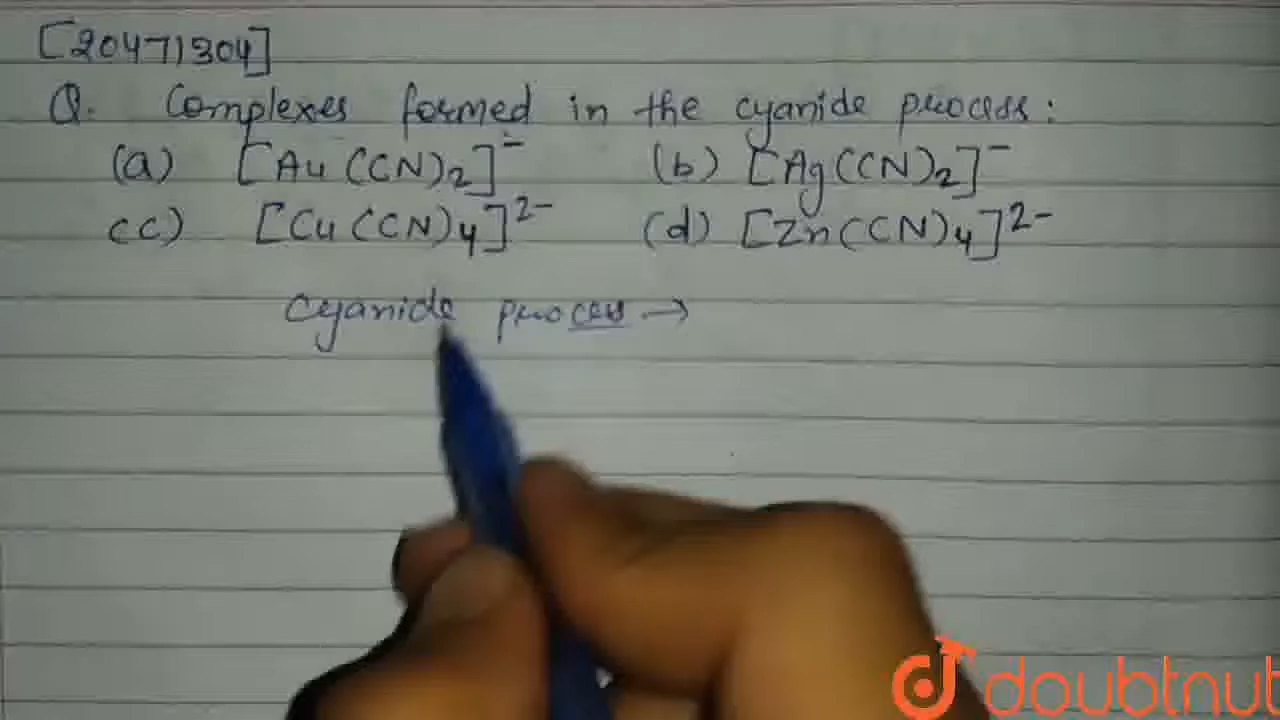 [20471304]
Q. Complexes formed in the cyanide process:
(a) [Au(CN)2]⁻ (b) [Ag(CN)2]⁻
(c) [Cu(CN)4]²⁻ (d) [Zn(CN)4]²⁻
Cyanide process →
doubtnut